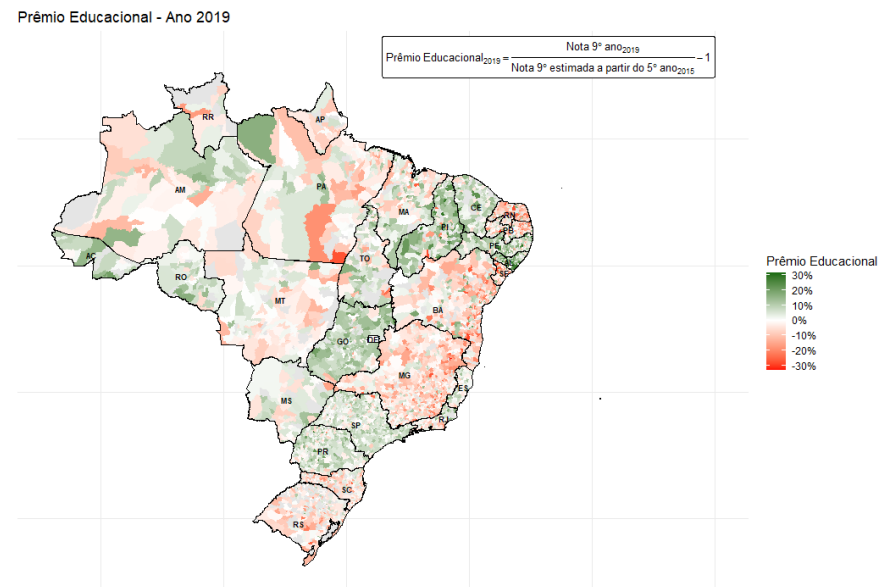 Prêmio Educacional - Ano 2019
Prêmio Educacional2019 = Nota 9º ano2019 / Nota 9º estimada a partir do 5º ano2015 − 1
RR
AP
AM
PA
MA
CE
RN
PB
PI
PE
AC
AL
SE
TO
RO
BA
MT
GO
DF
MG
ES
MS
SP
RJ
PR
SC
RS
Prêmio Educacional
30%
20%
10%
0%
-10%
-20%
-30%